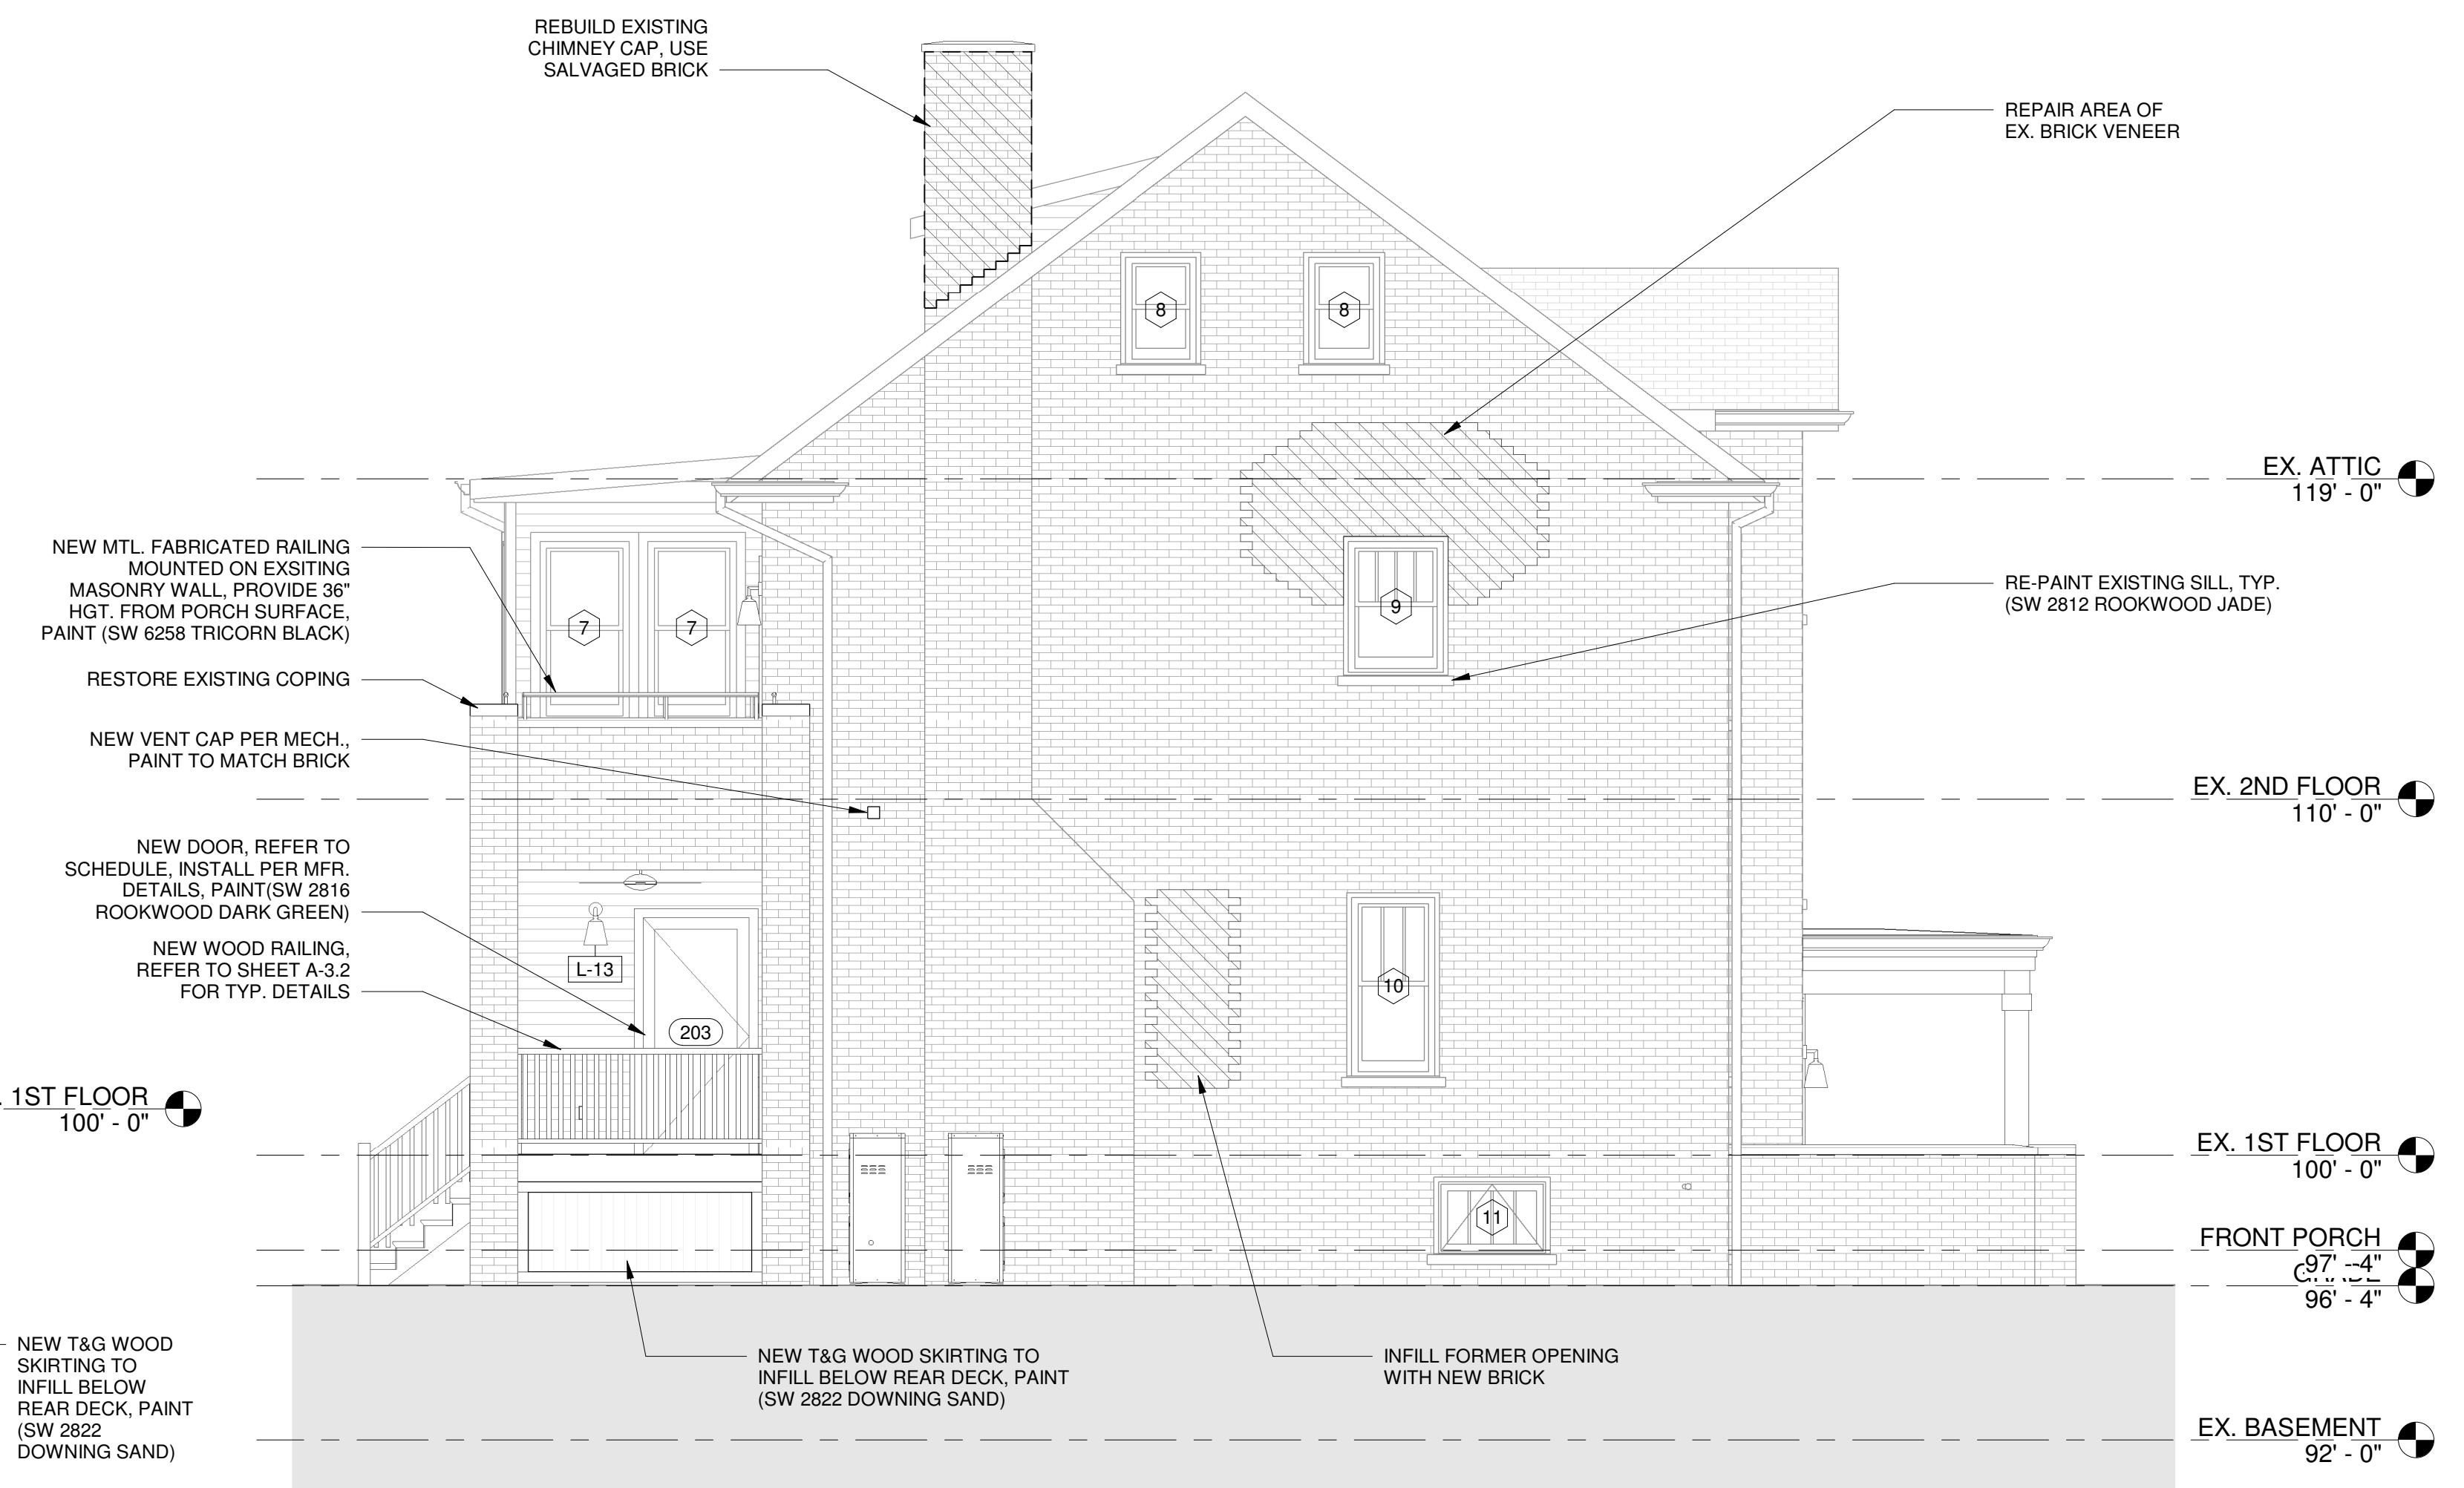 REBUILD EXISTING
CHIMNEY CAP, USE
SALVAGED BRICK
REPAIR AREA OF
EX. BRICK VENEER
8
8
EX. ATTIC
119' - 0"
NEW MTL. FABRICATED RAILING
MOUNTED ON EXSITING
MASONRY WALL, PROVIDE 36"
HGT. FROM PORCH SURFACE,
PAINT (SW 6258 TRICORN BLACK)
7
7
9
RE-PAINT EXISTING SILL, TYP.
(SW 2812 ROOKWOOD JADE)
RESTORE EXISTING COPING
NEW VENT CAP PER MECH.,
PAINT TO MATCH BRICK
EX. 2ND FLOOR
110' - 0"
NEW DOOR, REFER TO
SCHEDULE, INSTALL PER MFR.
DETAILS, PAINT(SW 2816
ROOKWOOD DARK GREEN)
NEW WOOD RAILING,
REFER TO SHEET A-3.2
FOR TYP. DETAILS
L-13
10
203
. 1ST FLOOR
100' - 0"
EX. 1ST FLOOR
100' - 0"
11
FRONT PORCH
97' - 4"
GRADE
96' - 4"
NEW T&G WOOD
SKIRTING TO
INFILL BELOW
REAR DECK, PAINT
(SW 2822
DOWNING SAND)
NEW T&G WOOD SKIRTING TO
INFILL BELOW REAR DECK, PAINT
(SW 2822 DOWNING SAND)
INFILL FORMER OPENING
WITH NEW BRICK
EX. BASEMENT
92' - 0"